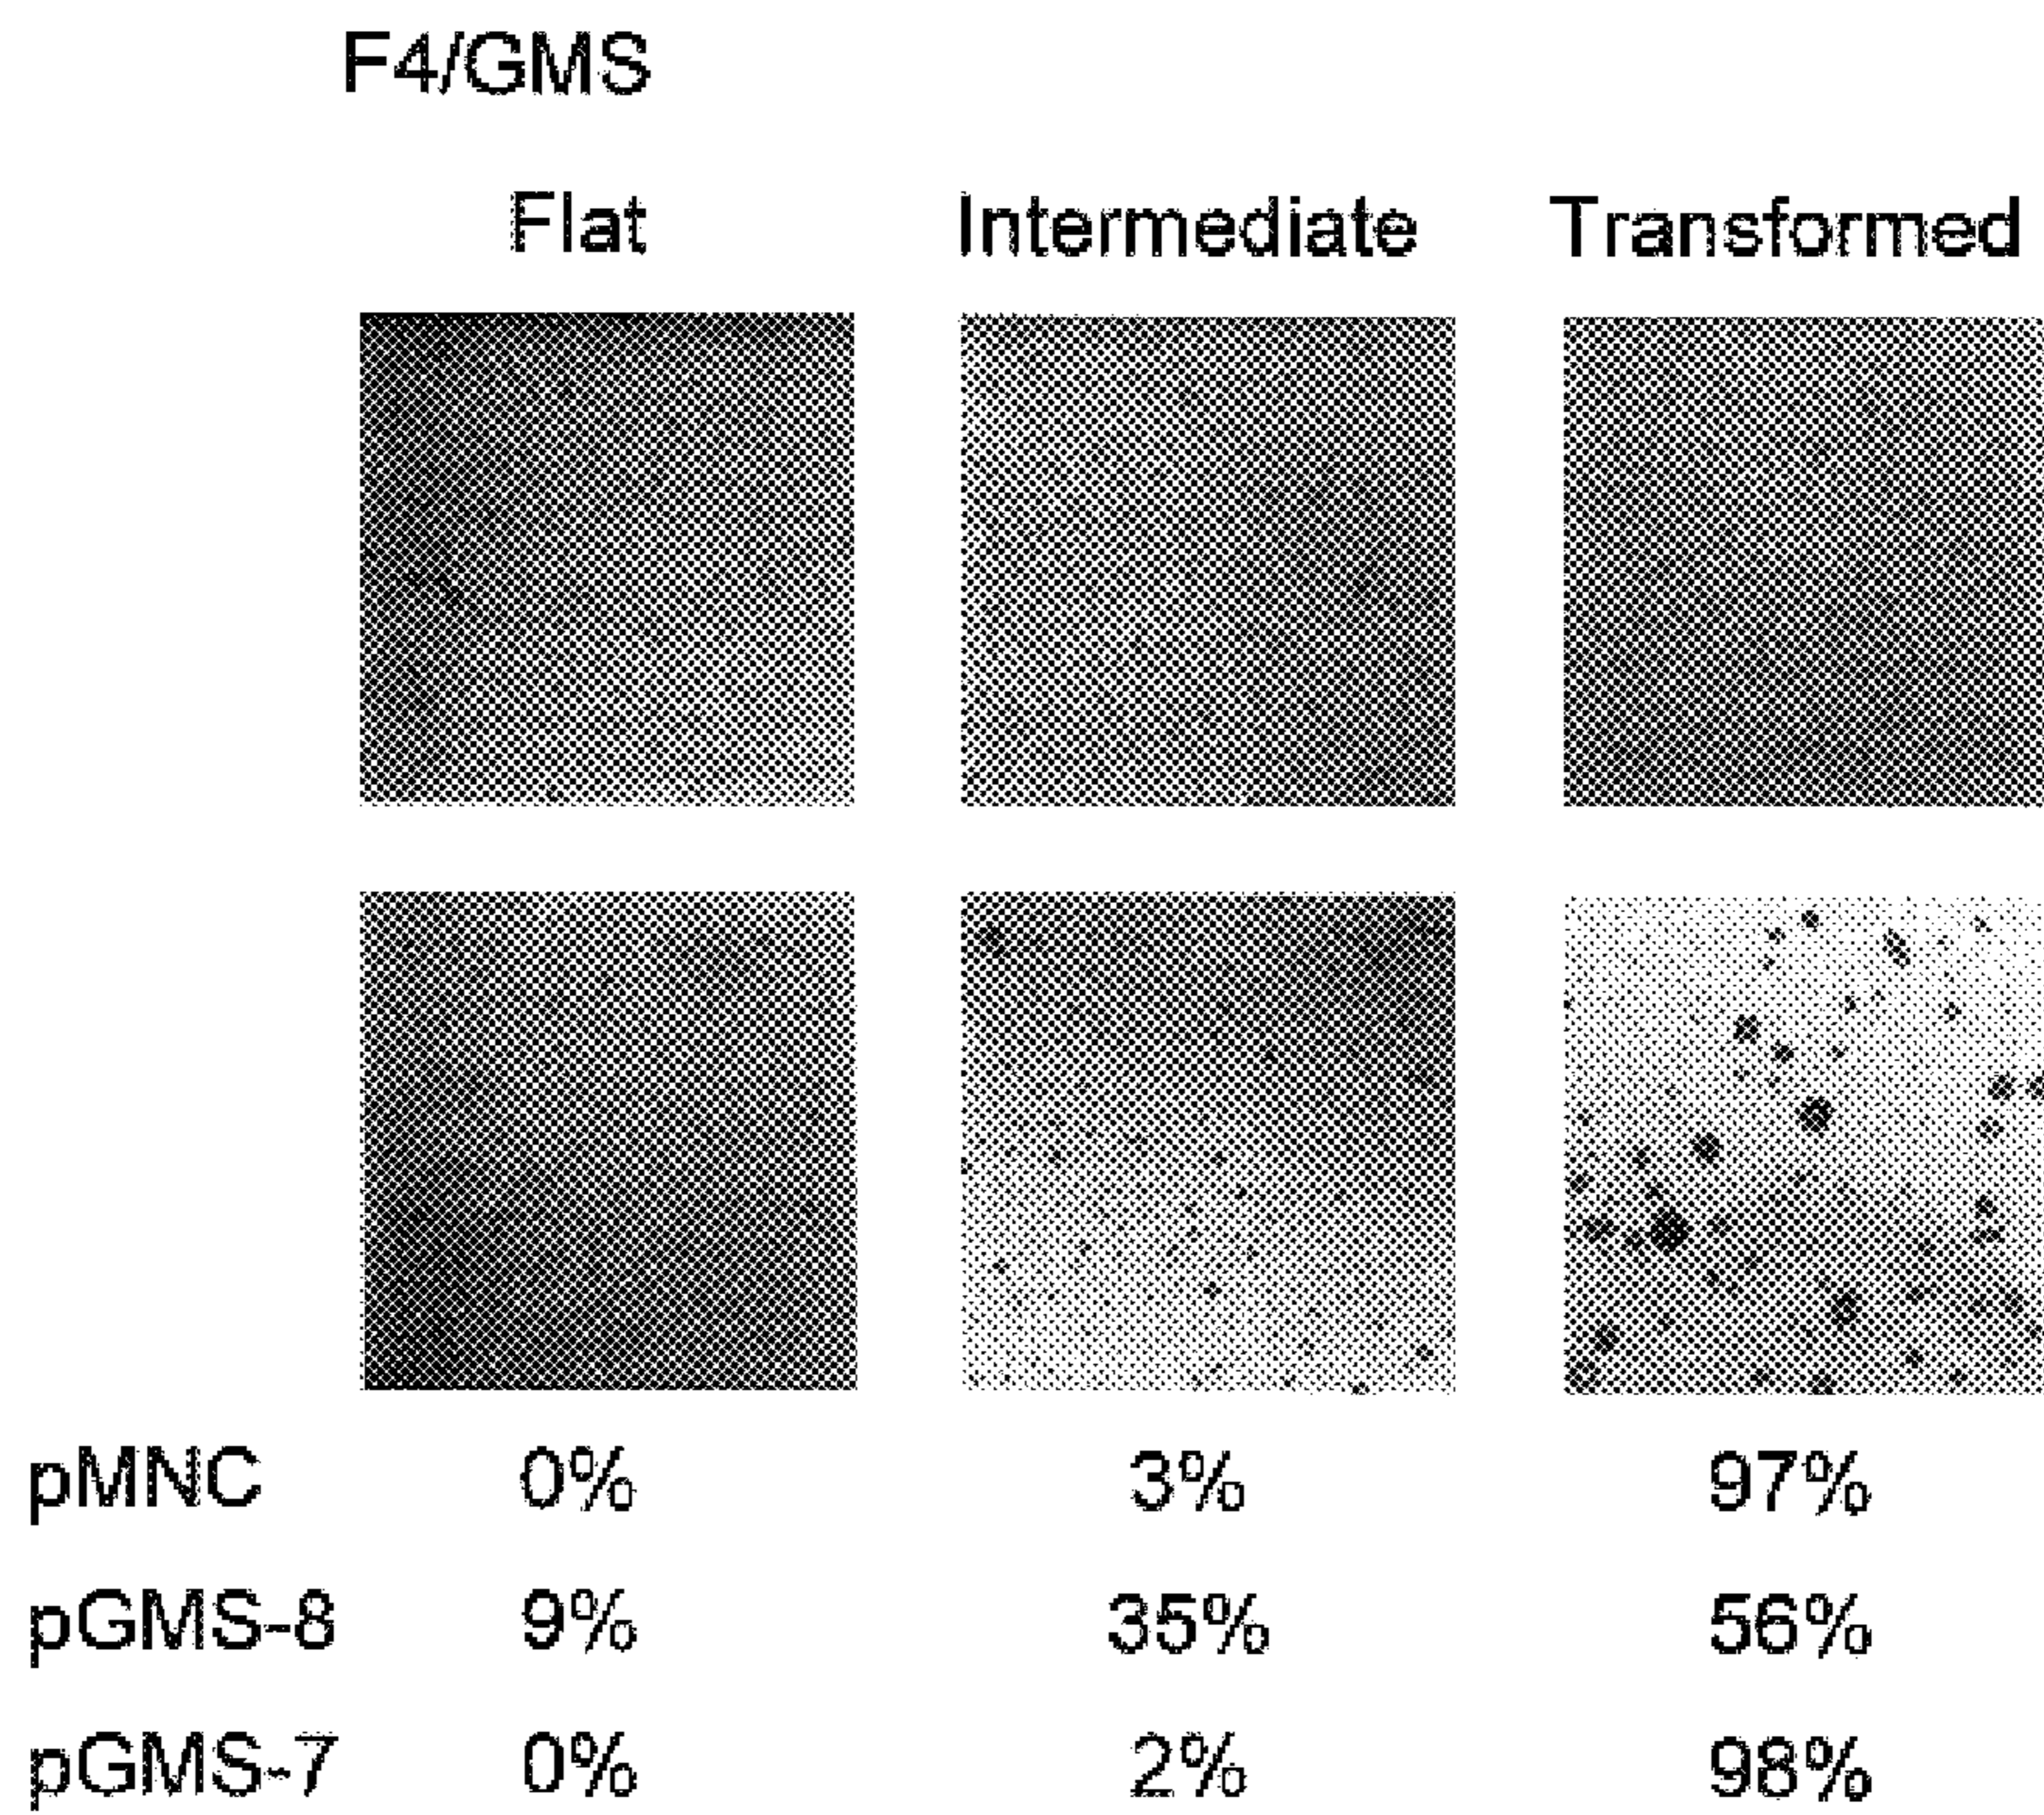 F4/GMS
Flat Intermediate Transformed
pMNC 0% 3% 97%
pGMS-8 9% 35% 56%
pGMS-7 0% 2% 98%